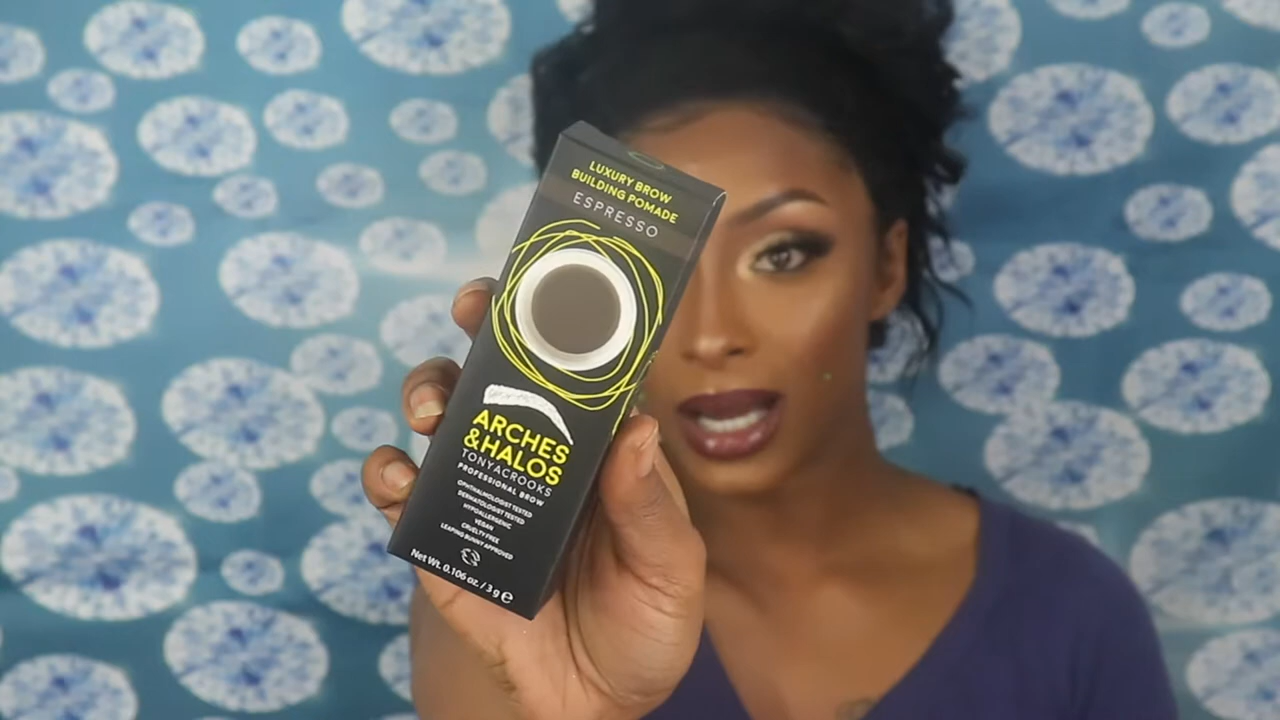 LUXURY BROW
BUILDING POMADE
ESPRESSO
ARCHES
&HALOS
TONYACROOKS
PROFESSIONAL BROW
OPHTHALMOLOGIST TESTED
DERMATOLOGIST TESTED
HYPOALLERGENIC
VEGAN
CRUELTY FREE
LEAPING BUNNY APPROVED
Net Wt. 0.106 oz. / 3 g e